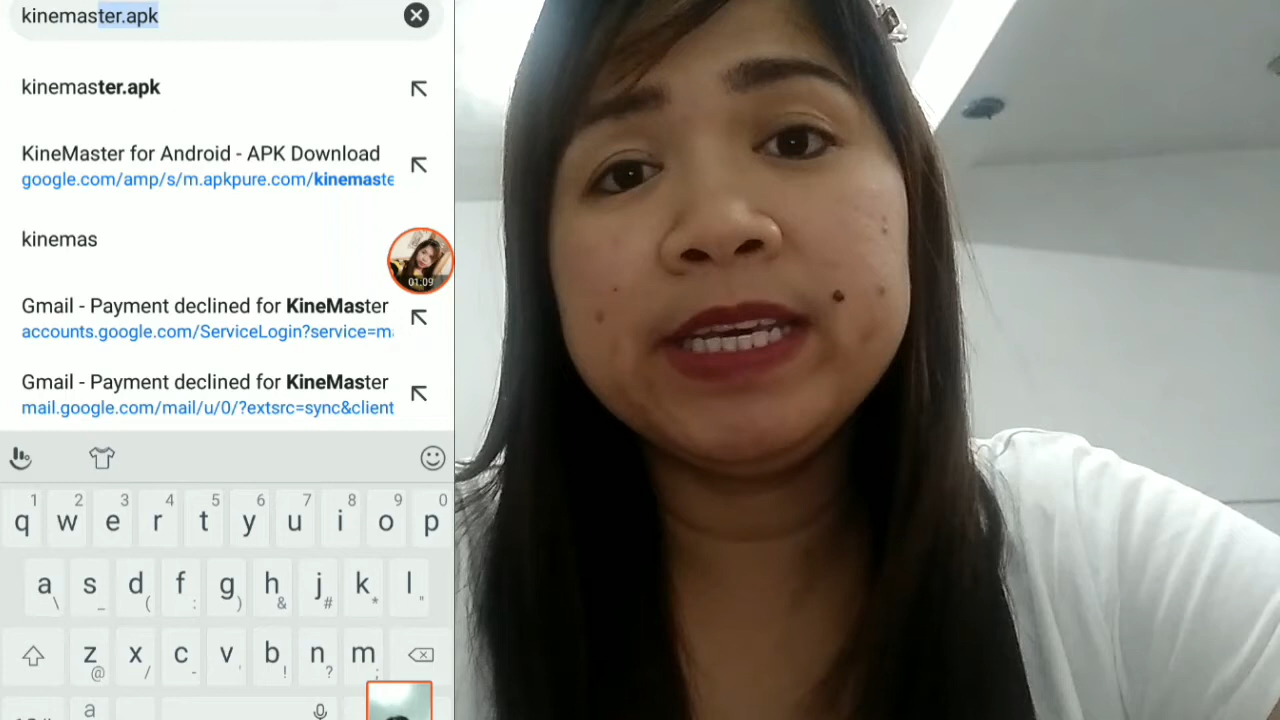 kinemaster.apk
kinemaster.apk
KineMaster for Android - APK Download
google.com/amp/s/m.apkpure.com/kinemaste
kinemas
01:09
Gmail - Payment declined for KineMaster
accounts.google.com/ServiceLogin?service=m
Gmail - Payment declined for KineMaster
mail.google.com/mail/u/0/?extsrc=sync&client
1 2 3 4 5 6 7 8 9 0
q w e r t y u i o p
a s d f g h j k l
\ _ ( : ) & # * "
z x c v b n m
@ / - ' ! ? ;
a